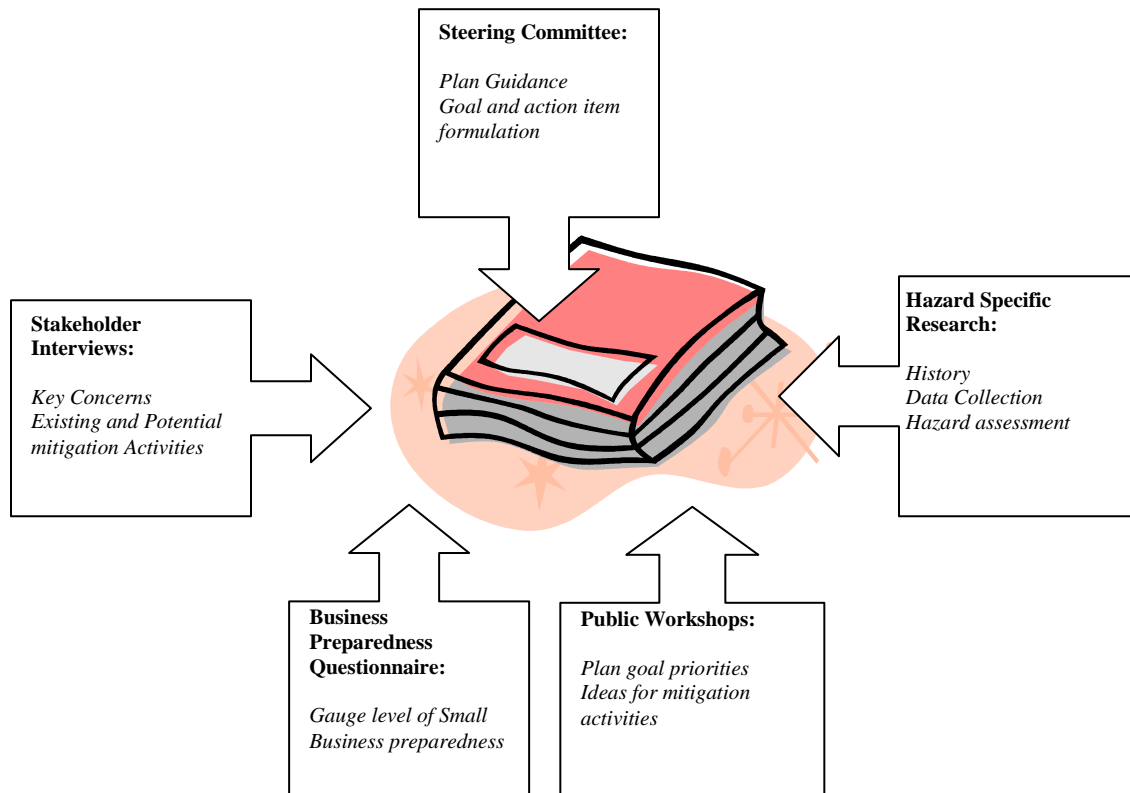 Steering Committee:
Plan Guidance
Goal and action item
formulation
Stakeholder
Interviews:
Key Concerns
Existing and Potential
mitigation Activities
Hazard Specific
Research:
History
Data Collection
Hazard assessment
Business
Preparedness
Questionnaire:
Gauge level of Small
Business preparedness
Public Workshops:
Plan goal priorities
Ideas for mitigation
activities